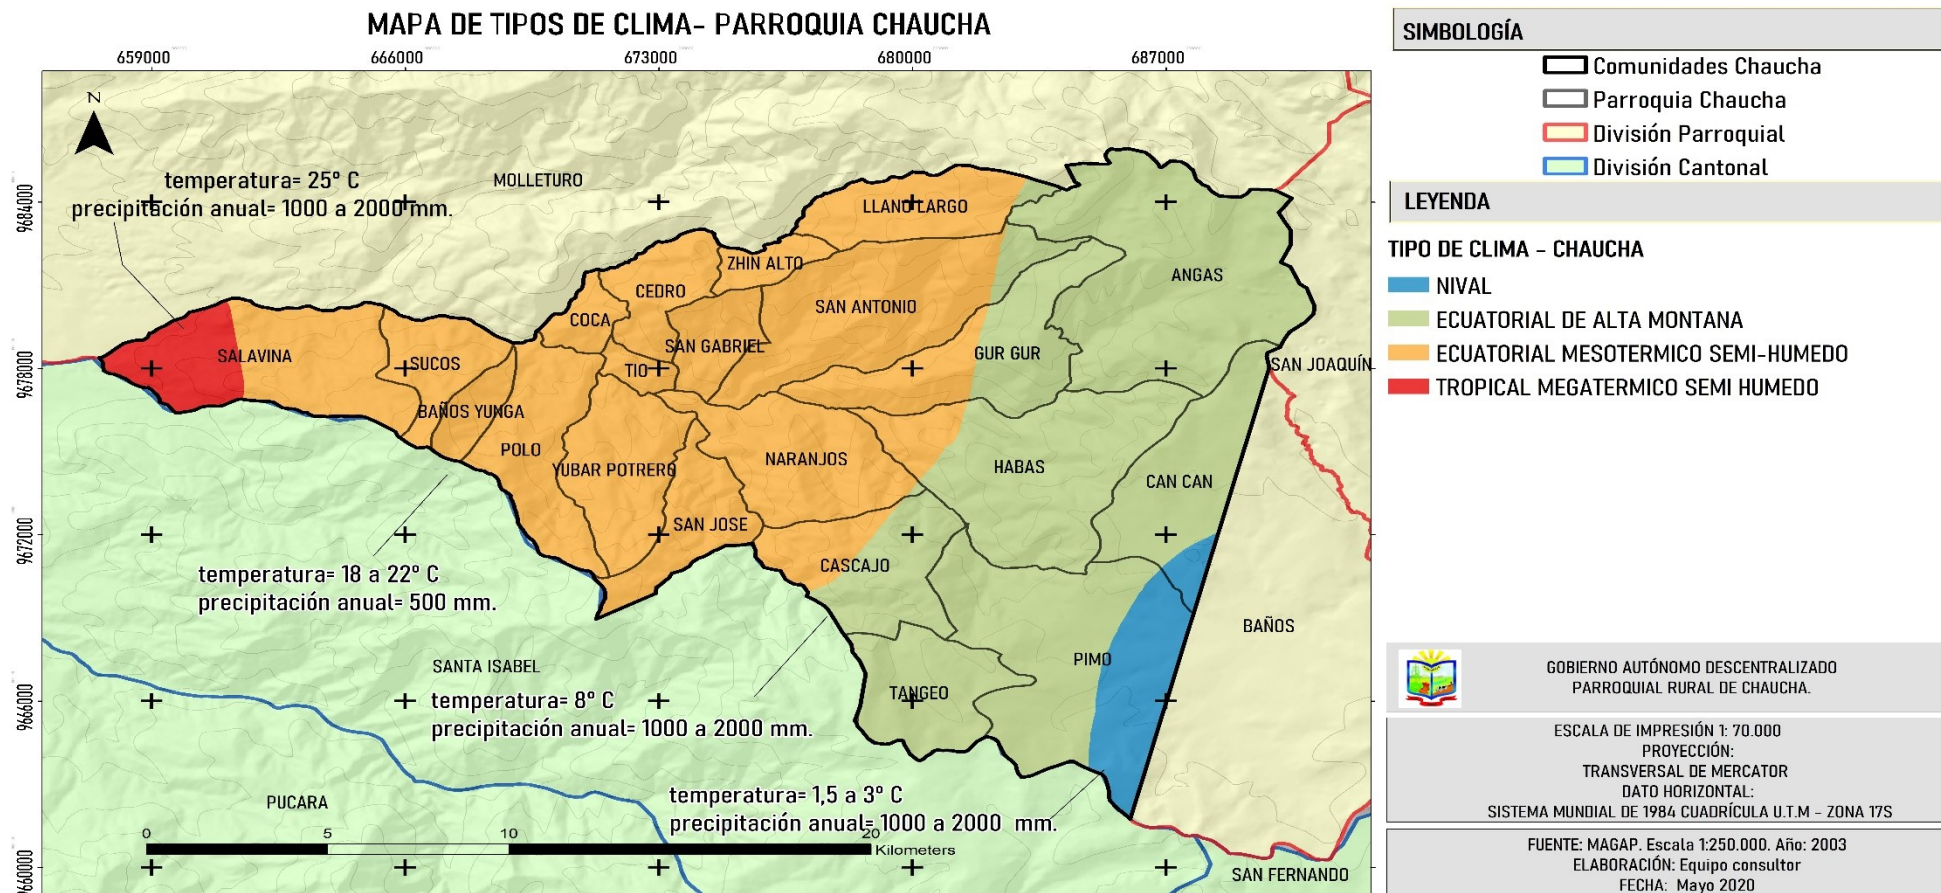 MAPA DE TIPOS DE CLIMA- PARROQUIA CHAUCHA
659000
666000
673000
680000
687000
9684000
9678000
9672000
9666000
9660000
N
temperatura= 25º C
precipitación anual= 1000 a 2000 mm.
MOLLETURO
LLANO LARGO
ZHIN ALTO
ANGAS
CEDRO
SAN ANTONIO
COCA
SAN GABRIEL
GUR GUR
SALAVINA
SUCOS
TIO
SAN JOAQUÍN
BAÑOS YUNGA
POLO
YUBAR POTRERO
NARANJOS
HABAS
CAN CAN
SAN JOSE
CASCAJO
temperatura= 18 a 22º C
precipitación anual= 500 mm.
BAÑOS
SANTA ISABEL
PIMO
TANGEO
temperatura= 8º C
precipitación anual= 1000 a 2000 mm.
temperatura= 1,5 a 3º C
precipitación anual= 1000 a 2000 mm.
PUCARA
0 5 10 20
Kilometers
SAN FERNANDO
SIMBOLOGÍA
Comunidades Chaucha
Parroquia Chaucha
División Parroquial
División Cantonal
LEYENDA
TIPO DE CLIMA - CHAUCHA
NIVAL
ECUATORIAL DE ALTA MONTANA
ECUATORIAL MESOTERMICO SEMI-HUMEDO
TROPICAL MEGATERMICO SEMI HUMEDO
GOBIERNO AUTÓNOMO DESCENTRALIZADO
PARROQUIAL RURAL DE CHAUCHA.
ESCALA DE IMPRESIÓN 1: 70.000
PROYECCIÓN:
TRANSVERSAL DE MERCATOR
DATO HORIZONTAL:
SISTEMA MUNDIAL DE 1984 CUADRÍCULA U.T.M - ZONA 17S
FUENTE: MAGAP. Escala 1:250.000. Año: 2003
ELABORACIÓN: Equipo consultor
FECHA: Mayo 2020